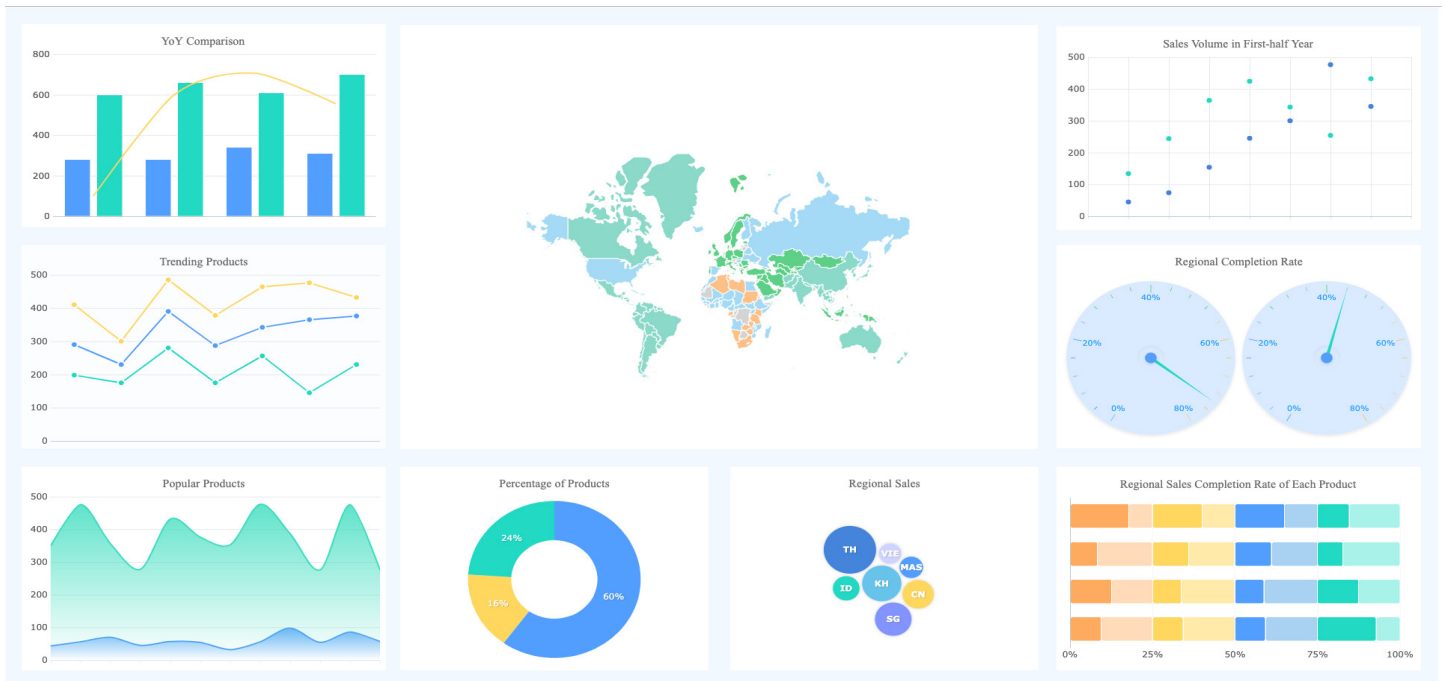 YoY Comparison
800
600
400
200
0
Trending Products
500
400
300
200
100
0
Popular Products
500
400
300
200
100
0
Percentage of Products
24%
16%
60%
Regional Sales
TH
VIE
MAS
ID
KH
CN
SG
Sales Volume in First-half Year
500
400
300
200
100
0
Regional Completion Rate
40%
20%
60%
0%
80%
40%
20%
60%
0%
80%
Regional Sales Completion Rate of Each Product
0% 25% 50% 75% 100%